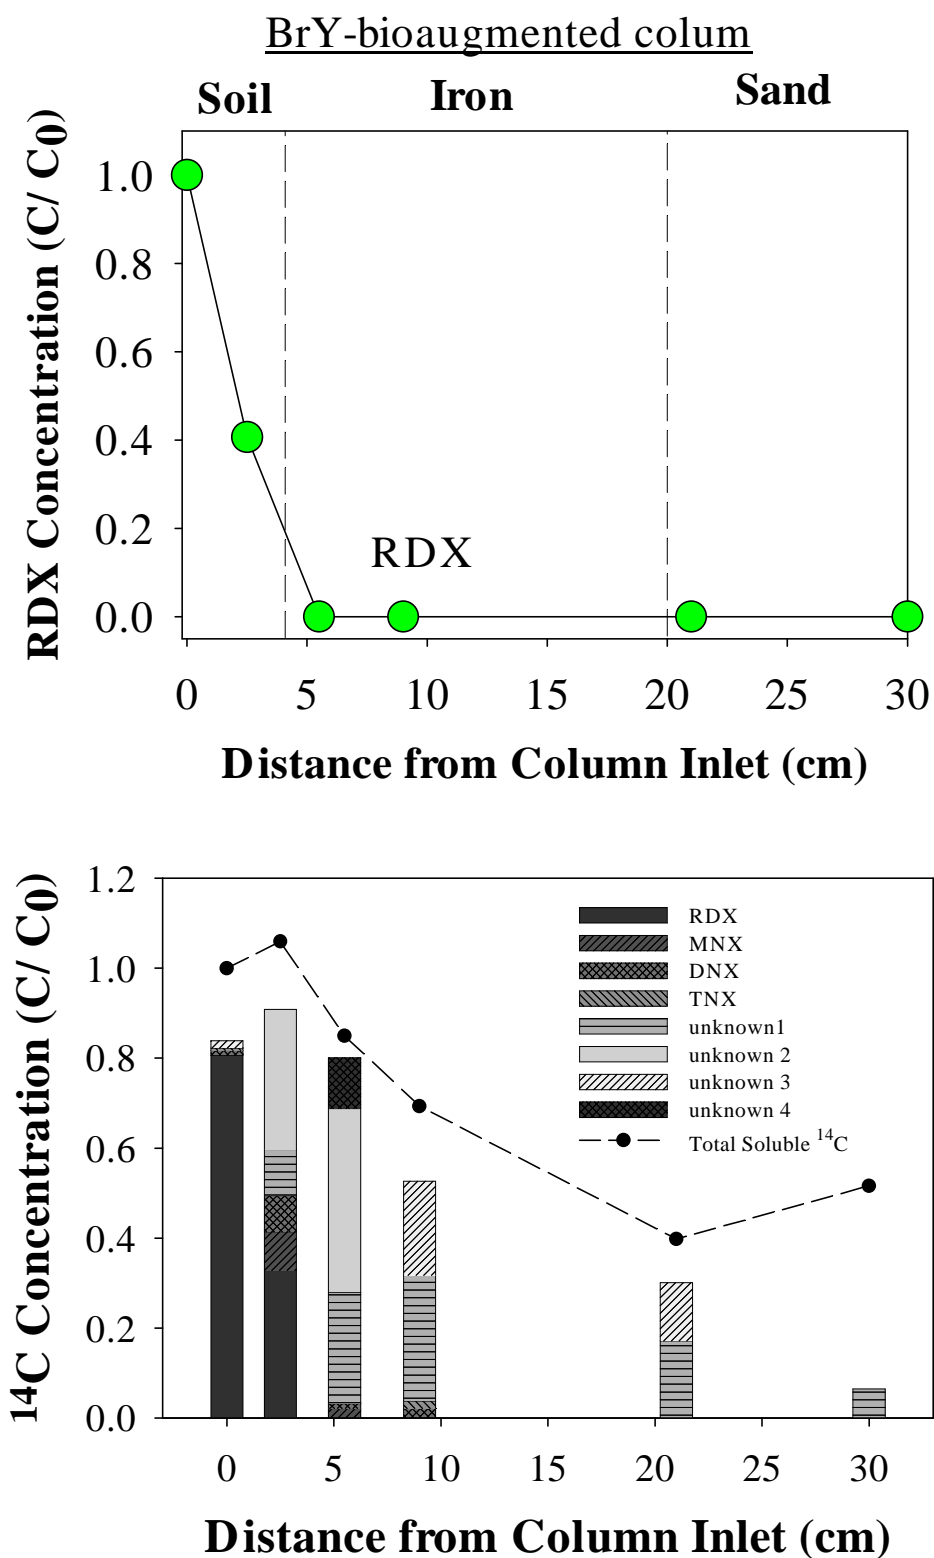 BrY-bioaugmented colum
Soil Iron Sand
RDX Concentration (C/ C0)
1.0
0.8
0.6
0.4
0.2
0.0
RDX
0 5 10 15 20 25 30
Distance from Column Inlet (cm)
14C Concentration (C/ C0)
1.2
1.0
0.8
0.6
0.4
0.2
0.0
RDX
MNX
DNX
TNX
unknown1
unknown 2
unknown 3
unknown 4
Total Soluble 14C
0 5 10 15 20 25 30
Distance from Column Inlet (cm)